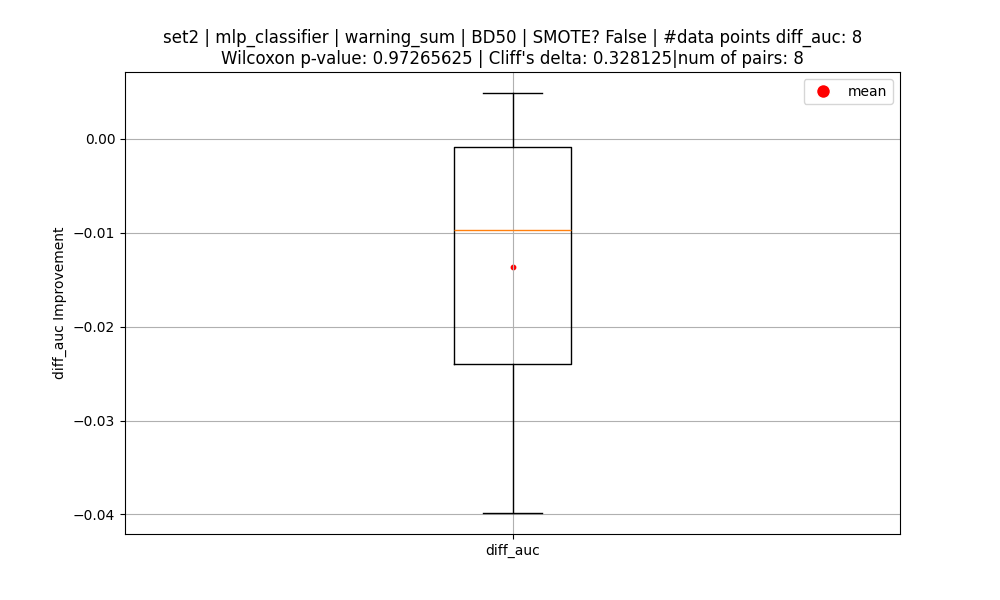 set2 | mlp_classifier | warning_sum | BD50 | SMOTE? False | #data points diff_auc: 8
Wilcoxon p-value: 0.97265625 | Cliff's delta: 0.328125|num of pairs: 8
mean
0.00
−0.01
−0.02
−0.03
−0.04
diff_auc Improvement
diff_auc